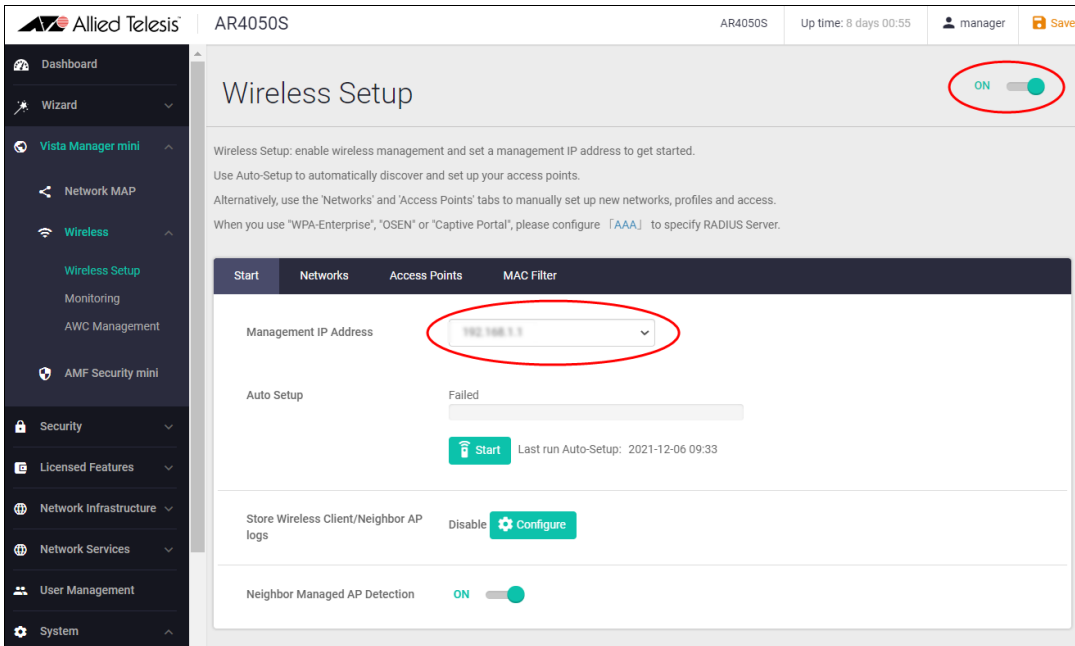 Allied Telesis
AR4050S
AR4050S
Up time: 8 days 00:55
manager
Save
Dashboard
Wizard
Vista Manager mini
Network MAP
Wireless
Wireless Setup
Monitoring
AWC Management
AMF Security mini
Security
Licensed Features
Network Infrastructure
Network Services
User Management
System
Wireless Setup
ON
Wireless Setup: enable wireless management and set a management IP address to get started.
Use Auto-Setup to automatically discover and set up your access points.
Alternatively, use the 'Networks' and 'Access Points' tabs to manually set up new networks, profiles and access.
When you use "WPA-Enterprise", "OSEN" or "Captive Portal", please configure 「AAA」 to specify RADIUS Server.
Start
Networks
Access Points
MAC Filter
Management IP Address
192.168.1.1
Auto Setup
Failed
Start
Last run Auto-Setup: 2021-12-06 09:33
Store Wireless Client/Neighbor AP
logs
Disable
Configure
Neighbor Managed AP Detection
ON